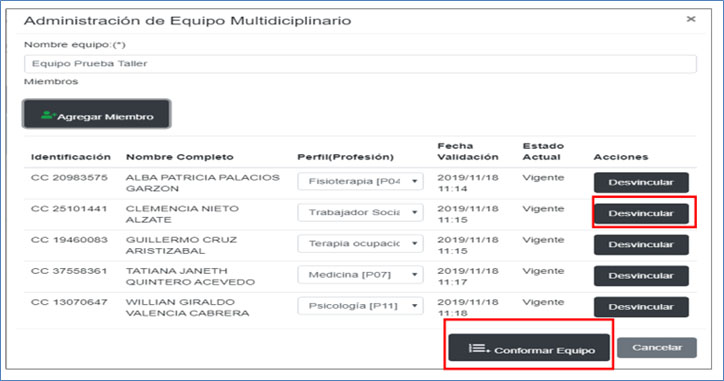 Administración de Equipo Multidiciplinario ×
Nombre equipo:(*)
Equipo Prueba Taller
Miembros
Agregar Miembro
Identificación Nombre Completo Perfil(Profesión) Fecha Validación Estado Actual Acciones
CC 20983575 ALBA PATRICIA PALACIOS GARZON Fisioterapia [P04 2019/11/18 11:14 Vigente Desvincular
CC 25101441 CLEMENCIA NIETO ALZATE Trabajador Socia 2019/11/18 11:15 Vigente Desvincular
CC 19460083 GUILLERMO CRUZ ARISTIZABAL Terapia ocupacic 2019/11/18 11:15 Vigente Desvincular
CC 37558361 TATIANA JANETH QUINTERO ACEVEDO Medicina [P07] 2019/11/18 11:17 Vigente Desvincular
CC 13070647 WILLIAN GIRALDO VALENCIA CABRERA Psicología [P11] 2019/11/18 11:18 Vigente Desvincular
Conformar Equipo Cancelar